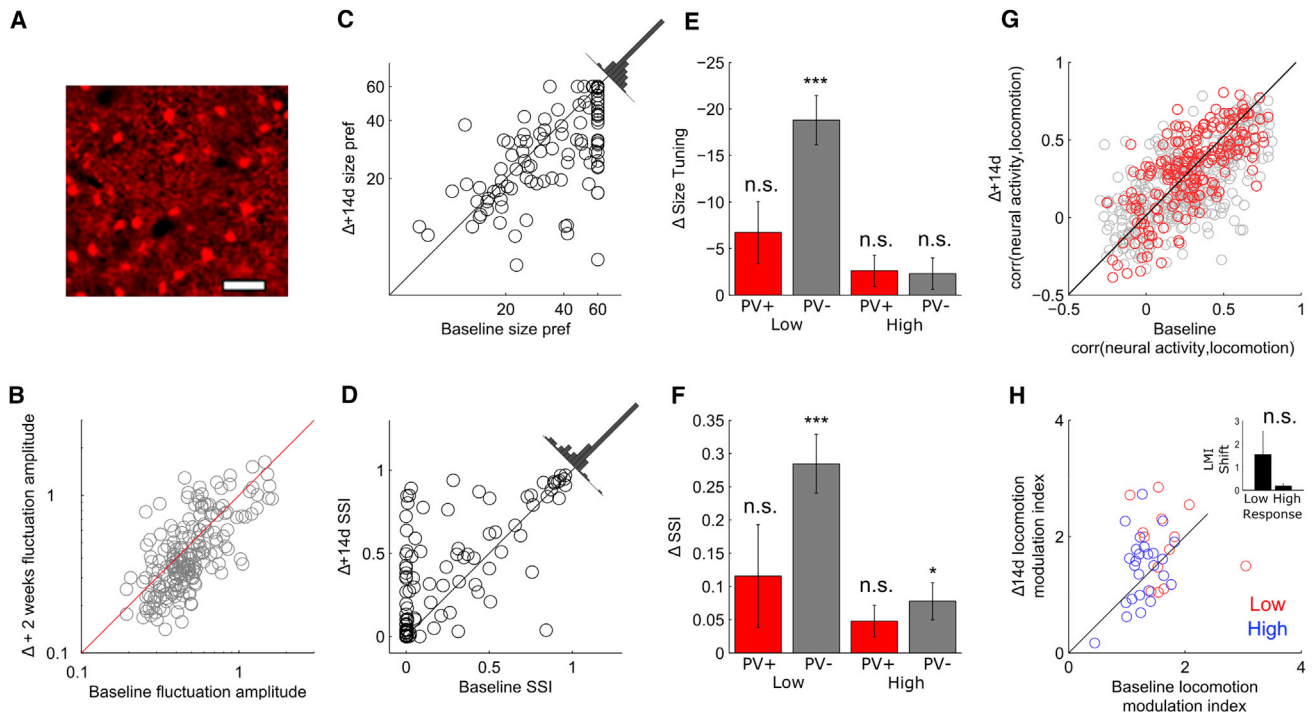 A
B
Δ + 2 weeks fluctuation amplitude
1
0.1
0.1
1
Baseline fluctuation amplitude
C
Δ+14d size pref
60
40
20
20
40
60
Baseline size pref
D
Δ+14d SSI
1
0.5
0
0
0.5
1
Baseline SSI
E
Δ Size Tuning
−25
−20
−15
−10
−5
0
n.s.
***
n.s.
n.s.
PV+
PV-
PV+
PV-
Low
High
F
Δ SSI
0.35
0.3
0.25
0.2
0.15
0.1
0.05
0
n.s.
***
n.s.
*
PV+
PV-
PV+
PV-
Low
High
G
Δ+14d
corr(neural activity,locomotion)
1
0.5
0
−0.5
−0.5
0
0.5
1
Baseline
corr(neural activity,locomotion)
H
Δ14d locomotion
modulation index
4
2
0
0
2
4
Baseline locomotion
modulation index
n.s.
LMI
Shift
3
2
1
0
Low High
Response
Low
High